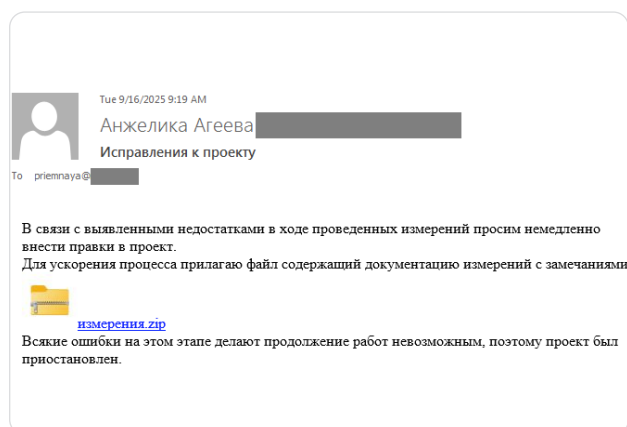 Tue 9/16/2025 9:19 AM
Анжелика Агеева
Исправления к проекту
To priemnaya@
В связи с выявленными недостатками в ходе проведенных измерений просим немедленно
внести правки в проект.
Для ускорения процесса прилагаю файл содержащий документацию измерений с замечаниями
измерения.zip
Всякие ошибки на этом этапе делают продолжение работ невозможным, поэтому проект был
приостановлен.